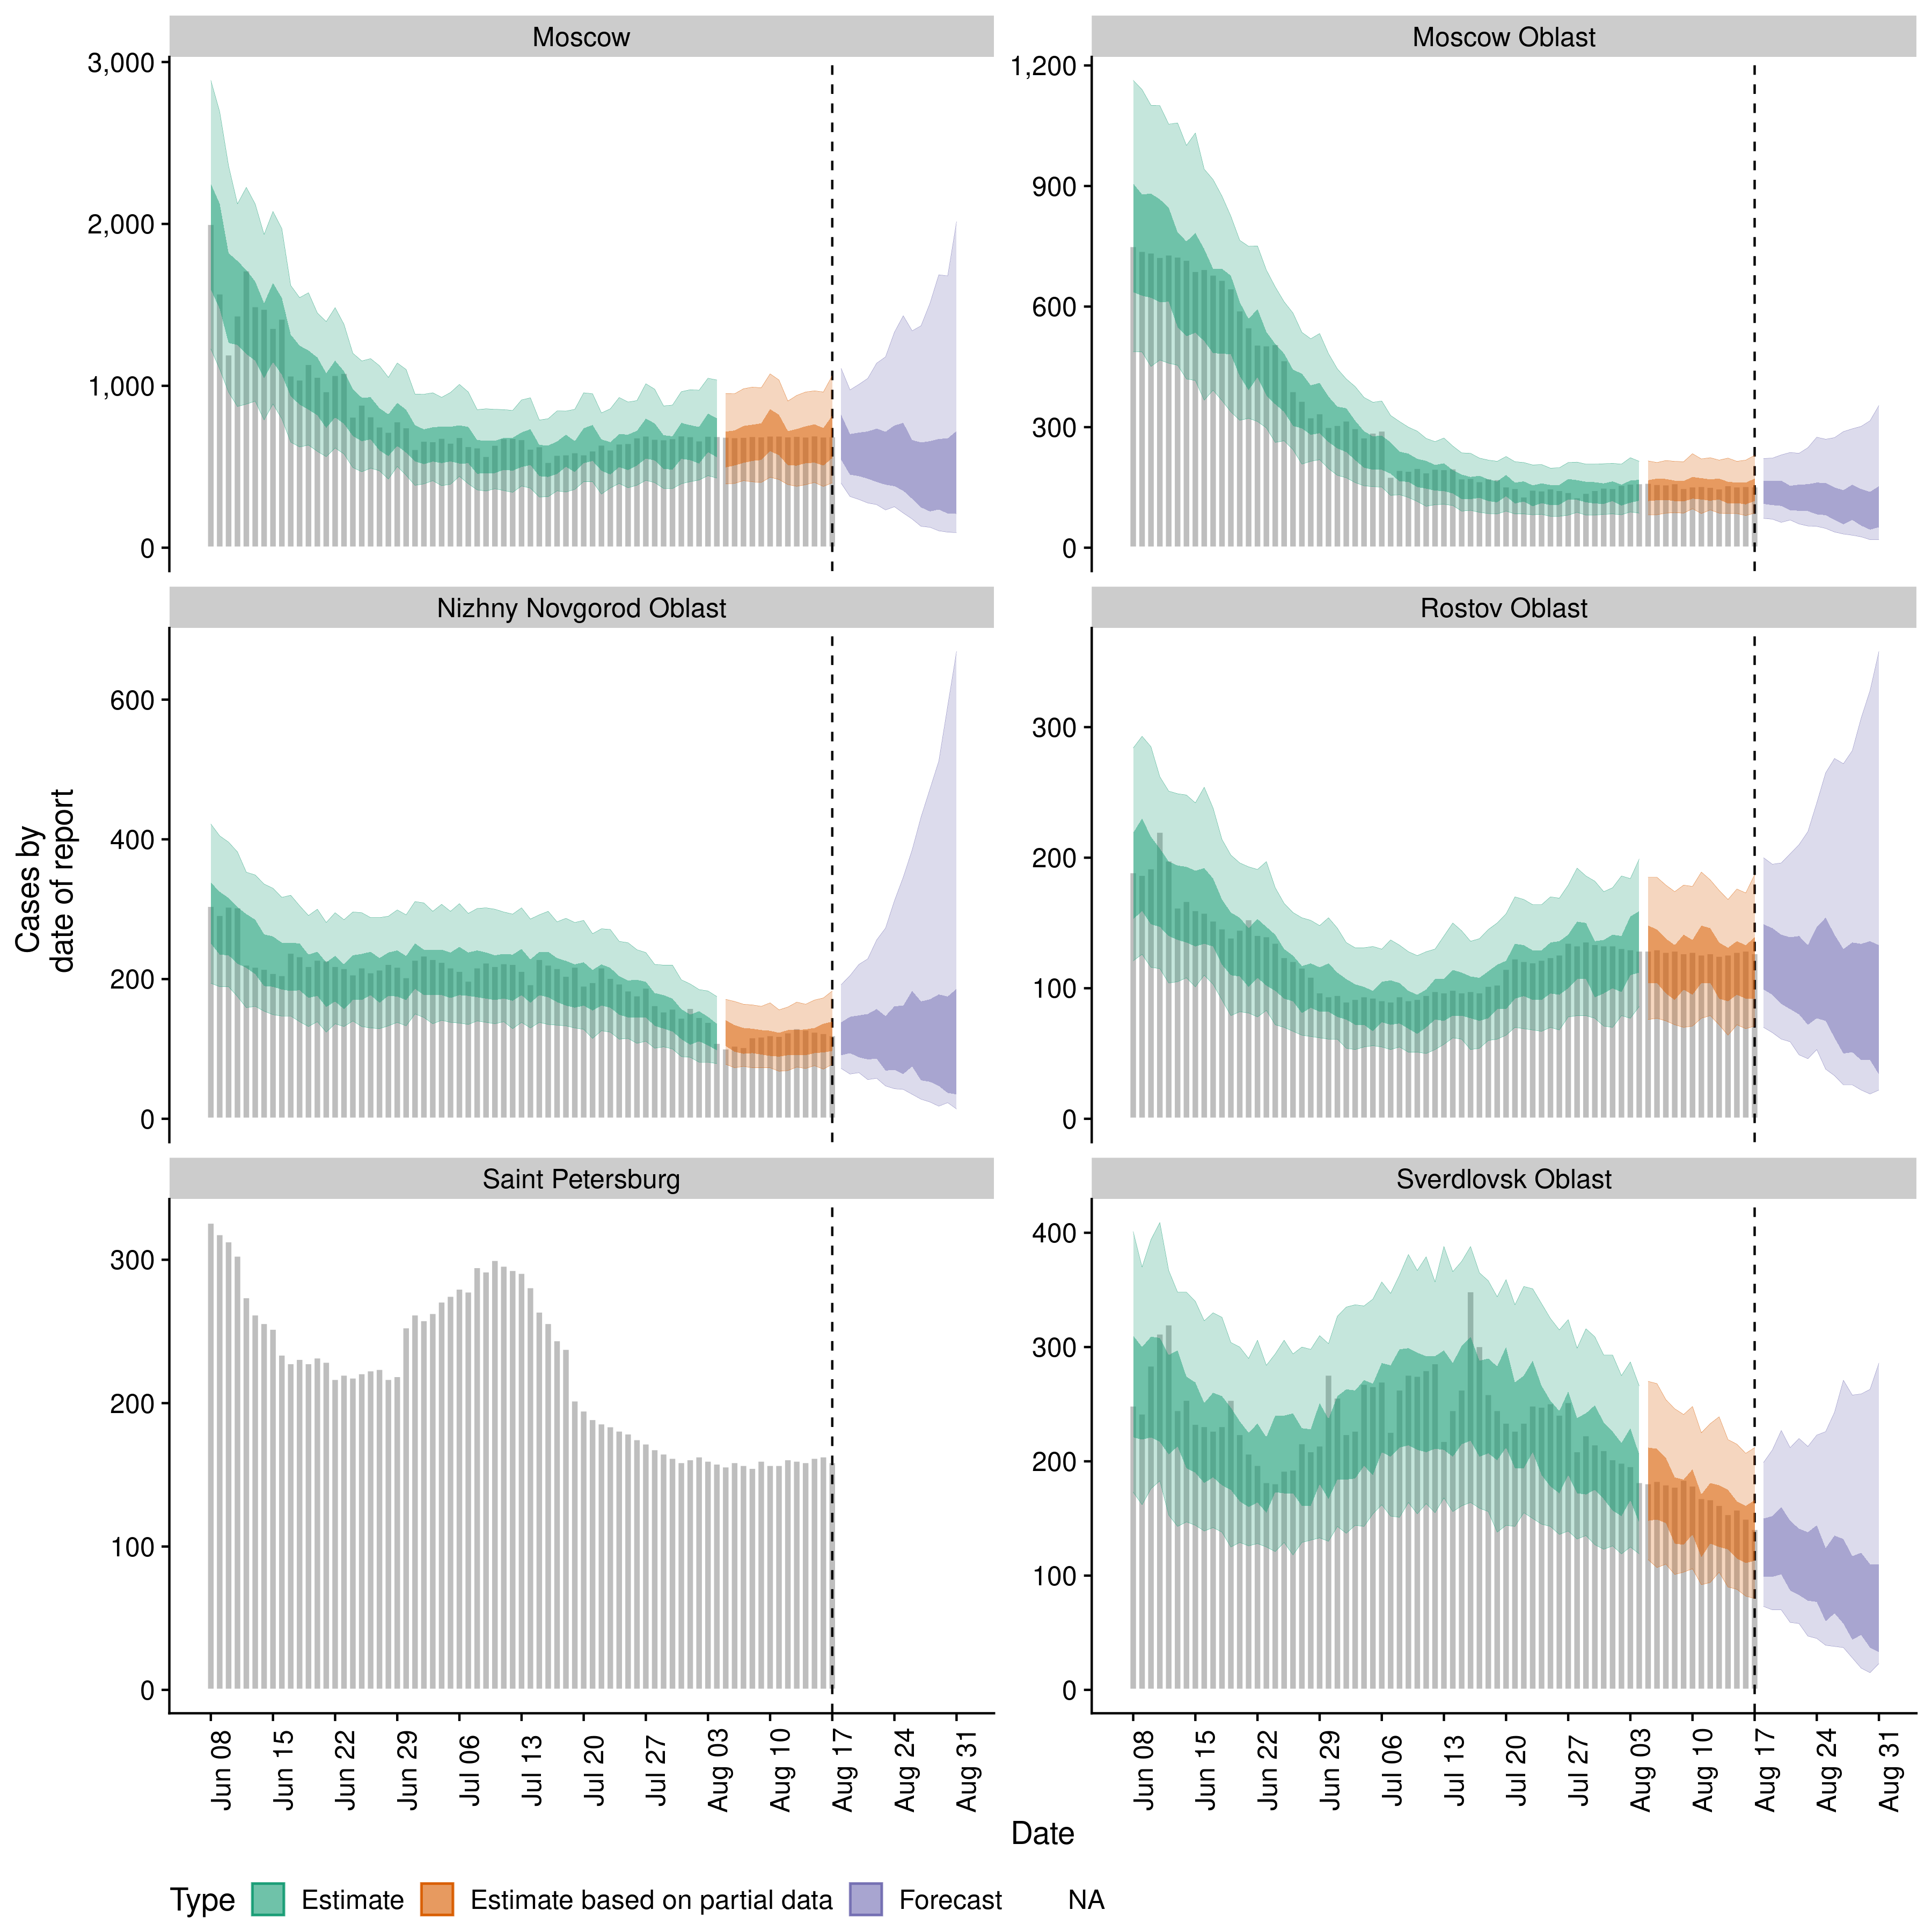 Moscow
Moscow Oblast
3,000
2,000
1,000
0
1,200
900
600
300
0
Nizhny Novgorod Oblast
Rostov Oblast
600
400
200
0
300
200
100
0
Cases by
date of report
Saint Petersburg
Sverdlovsk Oblast
300
200
100
0
400
300
200
100
0
Jun 08
Jun 15
Jun 22
Jun 29
Jul 06
Jul 13
Jul 20
Jul 27
Aug 03
Aug 10
Aug 17
Aug 24
Aug 31
Jun 08
Jun 15
Jun 22
Jun 29
Jul 06
Jul 13
Jul 20
Jul 27
Aug 03
Aug 10
Aug 17
Aug 24
Aug 31
Date
Type Estimate Estimate based on partial data Forecast NA